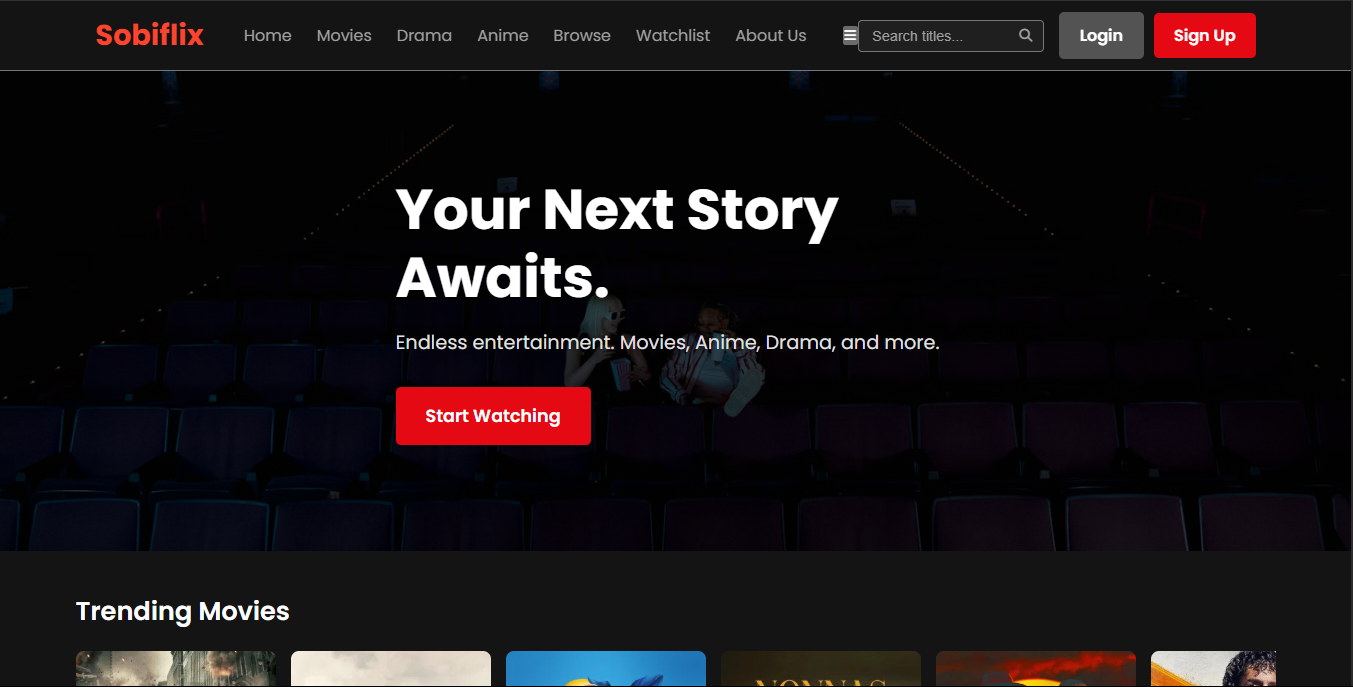 Sobiflix Home Movies Drama Anime Browse Watchlist About Us Search titles... Login Sign Up
Your Next Story
Awaits.
Endless entertainment. Movies, Anime, Drama, and more.
Start Watching
Trending Movies
NONNAS